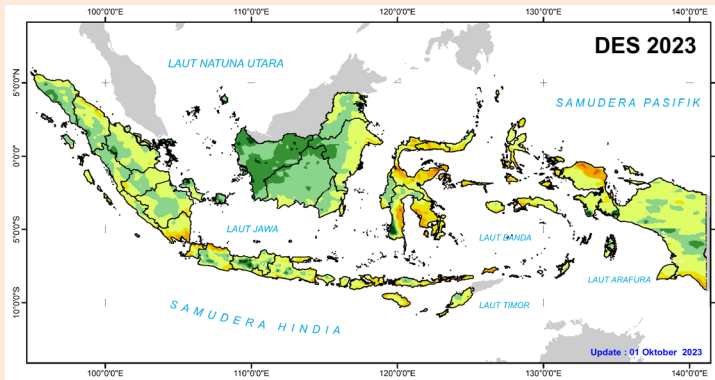 100°0'0"E 110°0'0"E 120°0'0"E 130°0'0"E 140°0'0"E
DES 2023
LAUT NATUNA UTARA
5°0'0"N
SAMUDERA PASIFIK
0°0'0"
LAUT JAWA
LAUT BANDA
5°0'0"S
LAUT ARAFURA
LAUT TIMOR
10°0'0"S
SAMUDERA HINDIA
Update : 01 Oktober 2023
100°0'0"E 110°0'0"E 120°0'0"E 130°0'0"E 140°0'0"E